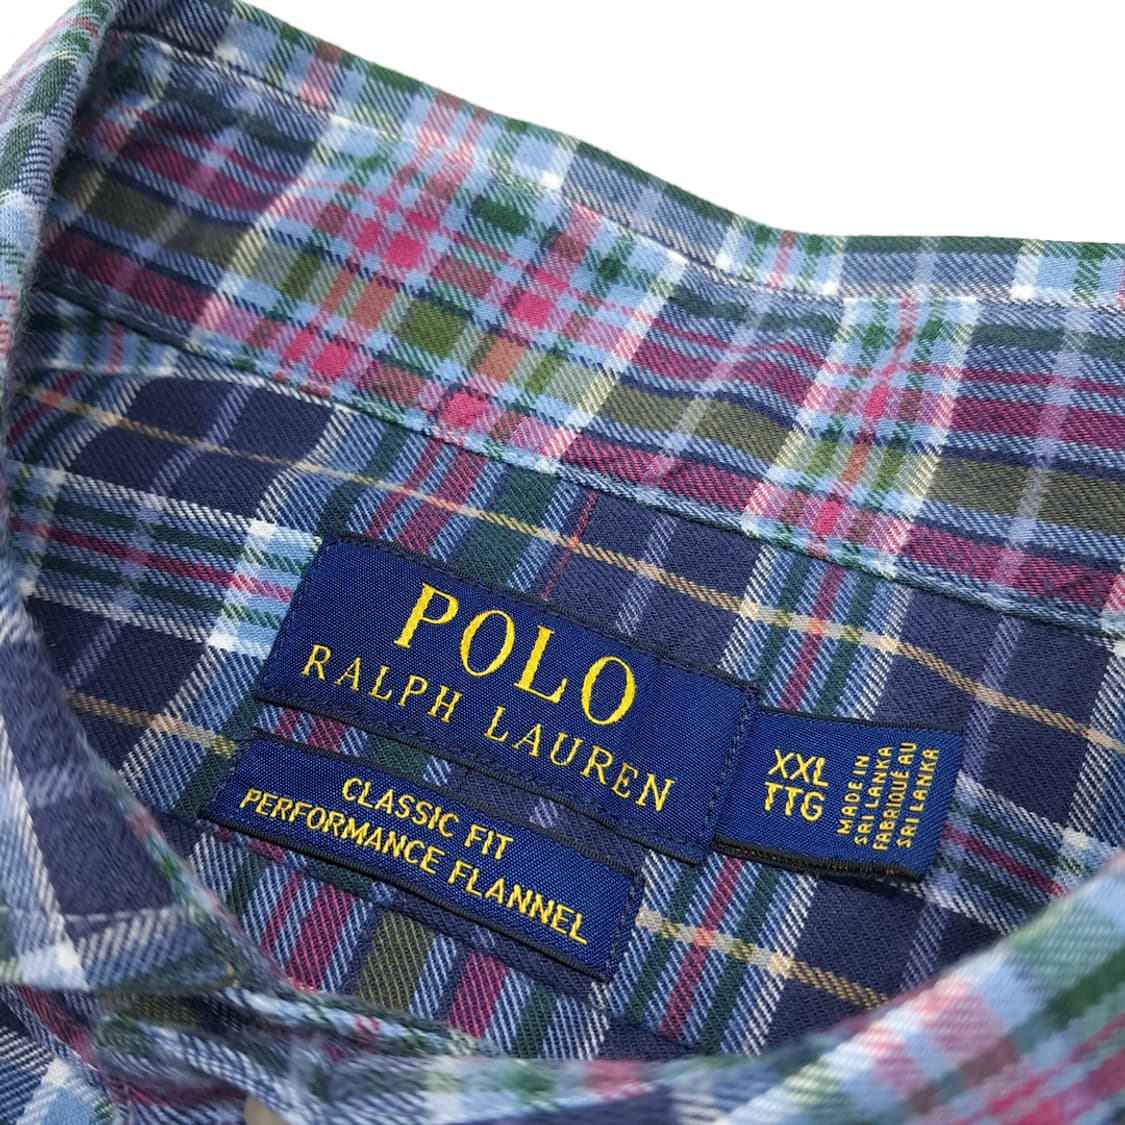 POLO
RALPH LAUREN
CLASSIC FIT
PERFORMANCE FLANNEL
XXL
TTG
MADE IN
SRI LANKA
FABRIQUÉ AU
SRI LANKA